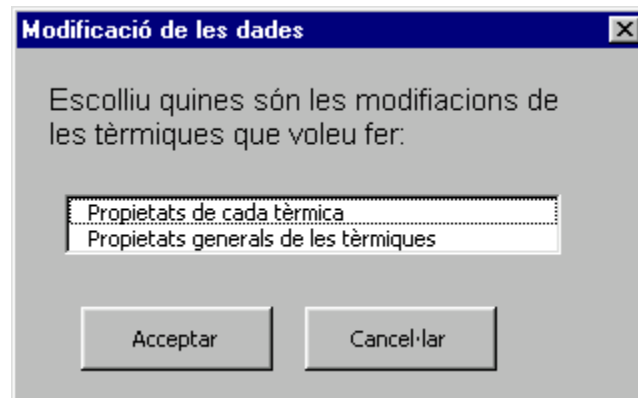 Modificació de les dades
Escolliu quines són les modifiacions de
les tèrmiques que voleu fer:
Propietats de cada tèrmica
Propietats generals de les tèrmiques
Acceptar
Cancel·lar